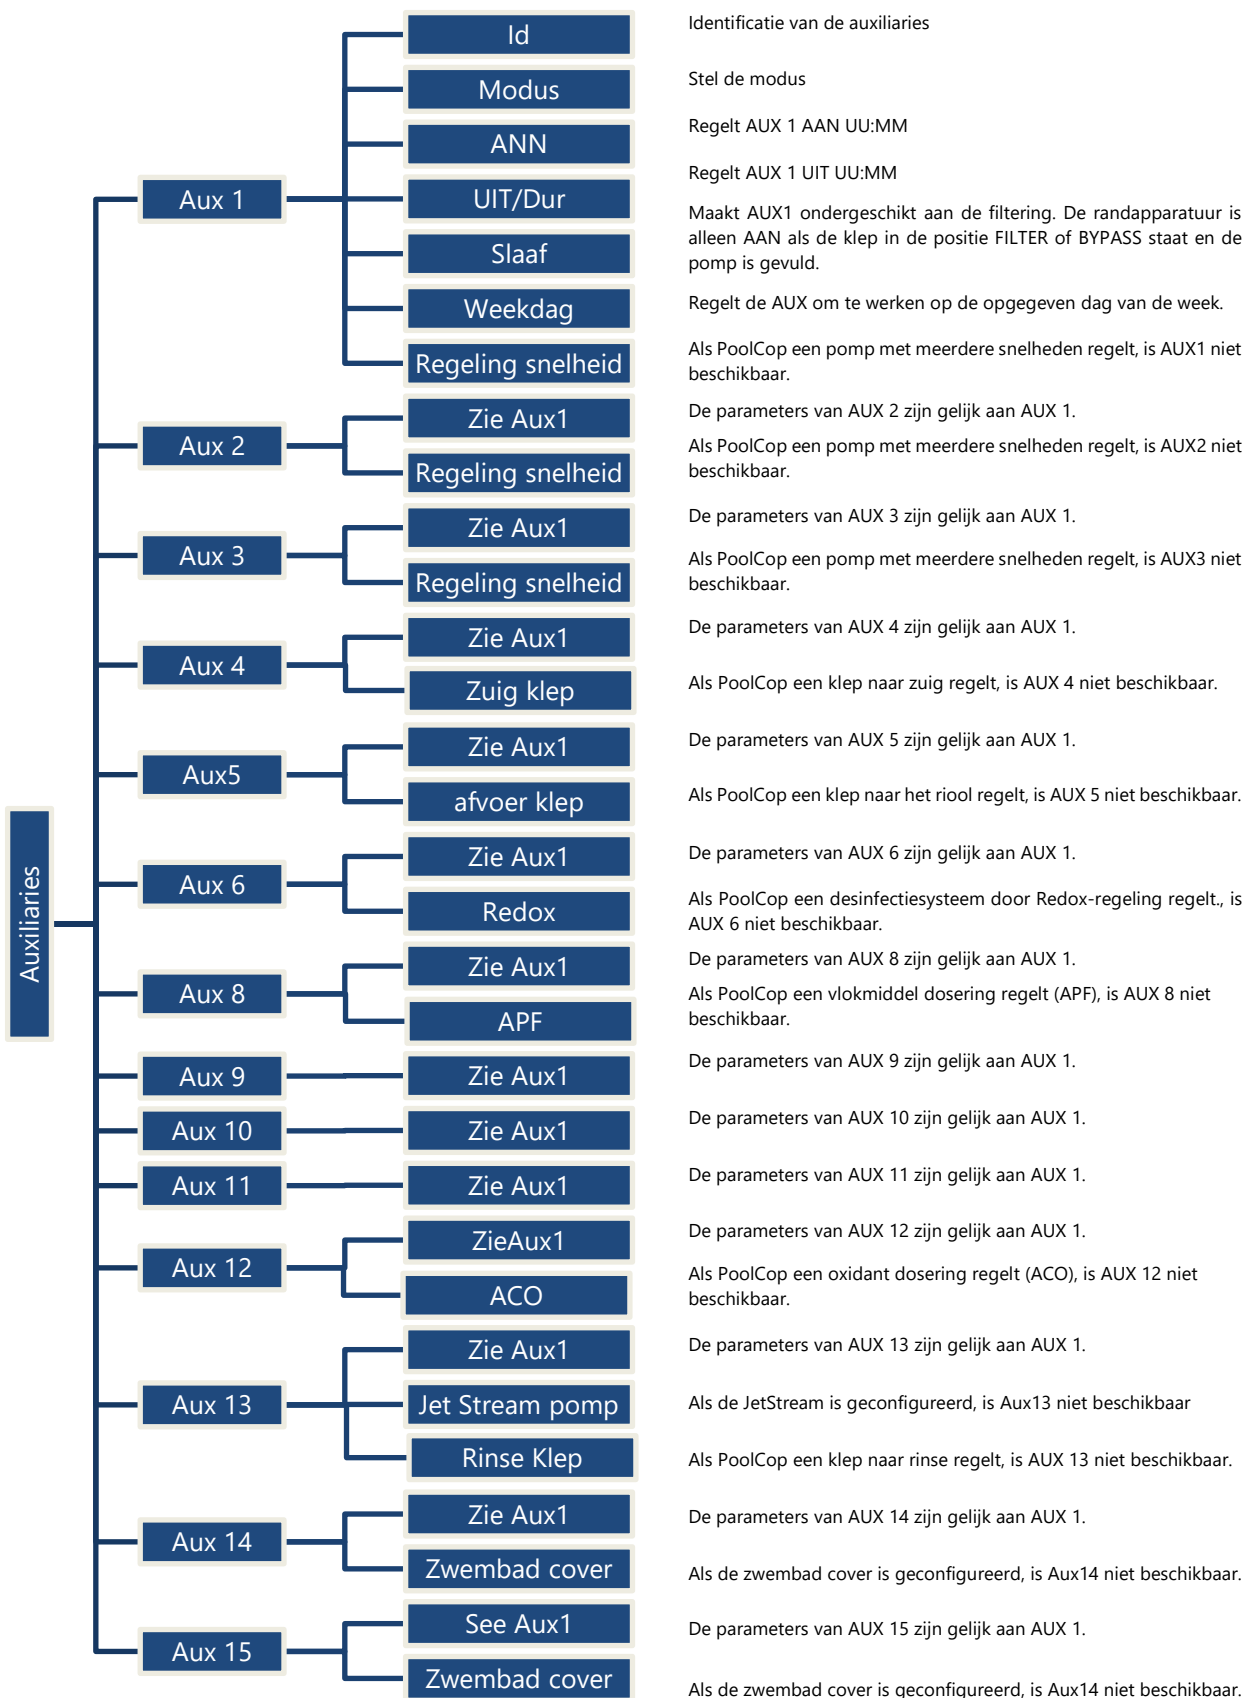 Auxiliaries
Aux 1
Id
Identificatie van de auxiliaries
Modus
Stel de modus
ANN
Regelt AUX 1 AAN UU:MM
UIT/Dur
Regelt AUX 1 UIT UU:MM
Slaaf
Maakt AUX1 ondergeschikt aan de filtering. De randapparatuur is
alleen AAN als de klep in de positie FILTER of BYPASS staat en de
pomp is gevuld.
Weekdag
Regelt de AUX om te werken op de opgegeven dag van de week.
Regeling snelheid
Als PoolCop een pomp met meerdere snelheden regelt, is AUX1 niet
beschikbaar.
Aux 2
Zie Aux1
De parameters van AUX 2 zijn gelijk aan AUX 1.
Regeling snelheid
Als PoolCop een pomp met meerdere snelheden regelt, is AUX2 niet
beschikbaar.
Aux 3
Zie Aux1
De parameters van AUX 3 zijn gelijk aan AUX 1.
Regeling snelheid
Als PoolCop een pomp met meerdere snelheden regelt, is AUX3 niet
beschikbaar.
Aux 4
Zie Aux1
De parameters van AUX 4 zijn gelijk aan AUX 1.
Zuig klep
Als PoolCop een klep naar zuig regelt, is AUX 4 niet beschikbaar.
Aux5
Zie Aux1
De parameters van AUX 5 zijn gelijk aan AUX 1.
afvoer klep
Als PoolCop een klep naar het riool regelt, is AUX 5 niet beschikbaar.
Aux 6
Zie Aux1
De parameters van AUX 6 zijn gelijk aan AUX 1.
Redox
Als PoolCop een desinfectiesysteem door Redox-regeling regelt., is
AUX 6 niet beschikbaar.
Aux 8
Zie Aux1
De parameters van AUX 8 zijn gelijk aan AUX 1.
APF
Als PoolCop een vlokmiddel dosering regelt (APF), is AUX 8 niet
beschikbaar.
Aux 9
Zie Aux1
De parameters van AUX 9 zijn gelijk aan AUX 1.
Aux 10
Zie Aux1
De parameters van AUX 10 zijn gelijk aan AUX 1.
Aux 11
Zie Aux1
De parameters van AUX 11 zijn gelijk aan AUX 1.
Aux 12
ZieAux1
De parameters van AUX 12 zijn gelijk aan AUX 1.
ACO
Als PoolCop een oxidant dosering regelt (ACO), is AUX 12 niet
beschikbaar.
Aux 13
Zie Aux1
De parameters van AUX 13 zijn gelijk aan AUX 1.
Jet Stream pomp
Als de JetStream is geconfigureerd, is Aux13 niet beschikbaar
Rinse Klep
Als PoolCop een klep naar rinse regelt, is AUX 13 niet beschikbaar.
Aux 14
Zie Aux1
De parameters van AUX 14 zijn gelijk aan AUX 1.
Zwembad cover
Als de zwembad cover is geconfigureerd, is Aux14 niet beschikbaar.
Aux 15
See Aux1
De parameters van AUX 15 zijn gelijk aan AUX 1.
Zwembad cover
Als de zwembad cover is geconfigureerd, is Aux14 niet beschikbaar.